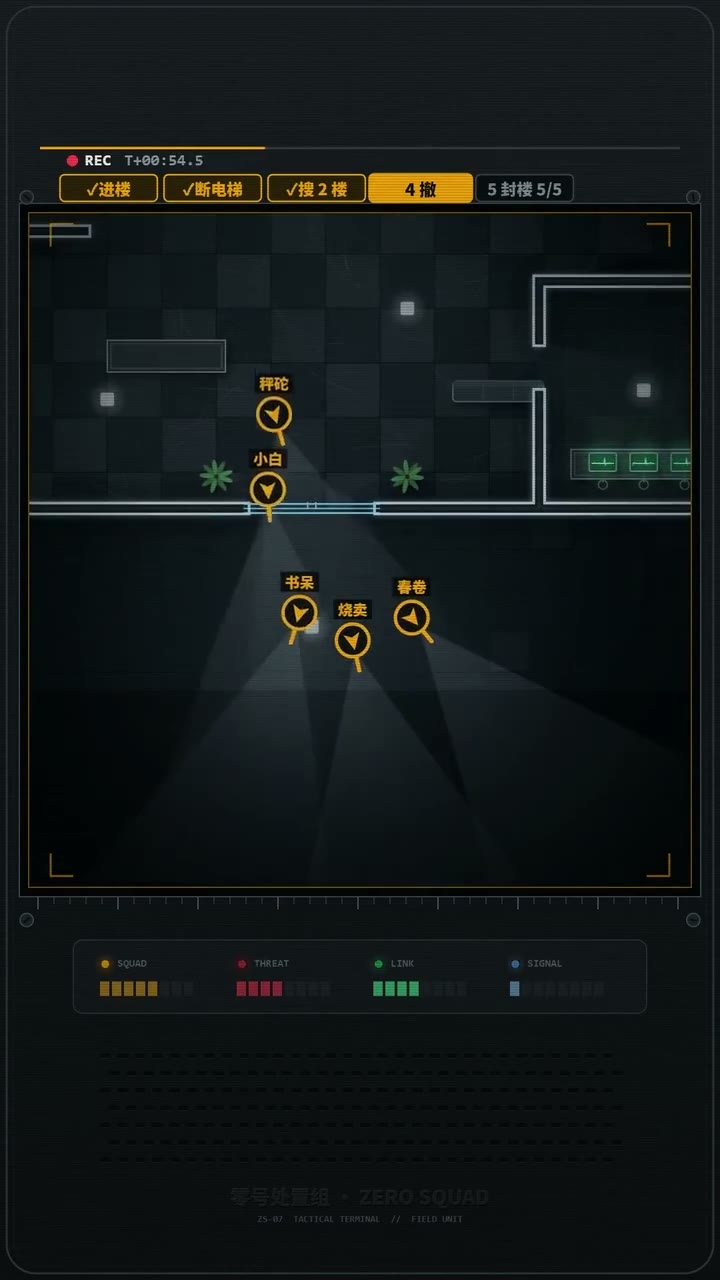 REC T+00:54.5
✓进楼 ✓断电梯 ✓搜 2 楼 4 撤 5 封楼 5/5
秤砣
小白
书呆
烧卖
春卷
SQUAD THREAT LINK SIGNAL
零号处置组 · ZERO SQUAD
ZS-07 TACTICAL TERMINAL // FIELD UNIT